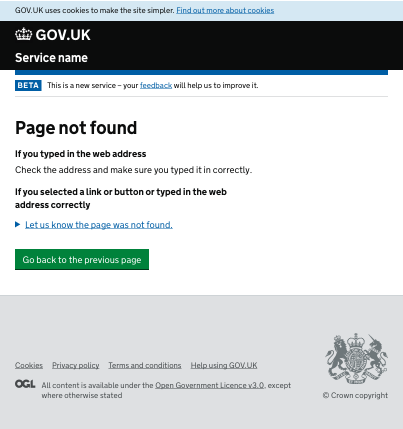 GOV.UK uses cookies to make the site simpler. Find out more about cookies
GOV.UK
Service name
BETA This is a new service – your feedback will help us to improve it.
Page not found
If you typed in the web address
Check the address and make sure you typed it in correctly.
If you selected a link or button or typed in the web
address correctly
Let us know the page was not found.
Go back to the previous page
Cookies Privacy policy Terms and conditions Help using GOV.UK
OGL All content is available under the Open Government Licence v3.0, except
where otherwise stated
© Crown copyright